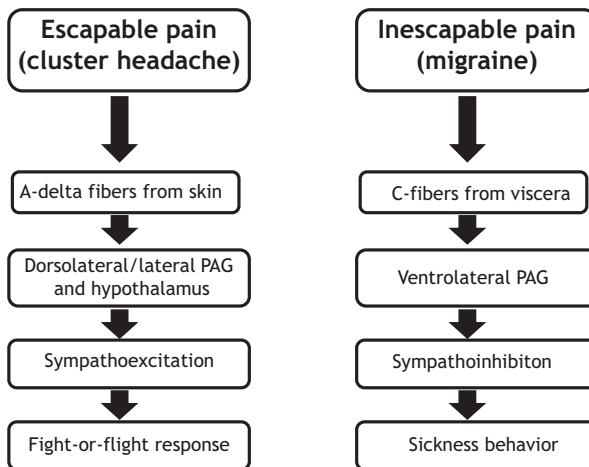 Escapable pain
(cluster headache)
A-delta fibers from skin
Dorsolateral/lateral PAG
and hypothalamus
Sympathoexcitation
Fight-or-flight response
Inescapable pain
(migraine)
C-fibers from viscera
Ventrolateral PAG
Sympathoinhibiton
Sickness behavior